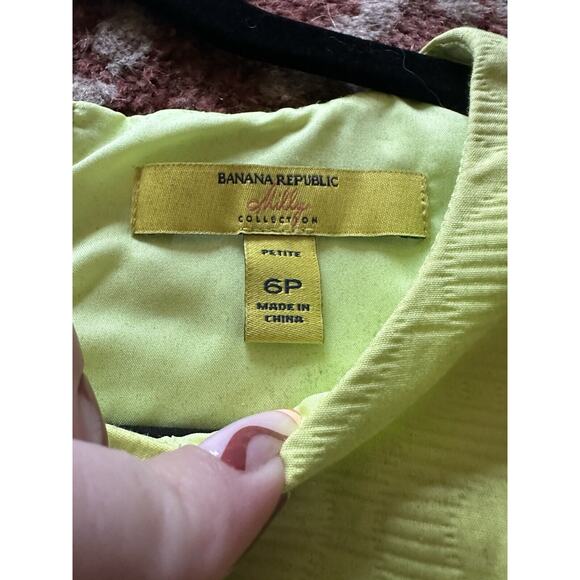 BANANA REPUBLIC
Milly
COLLECTION
PETITE
6P
MADE IN
CHINA